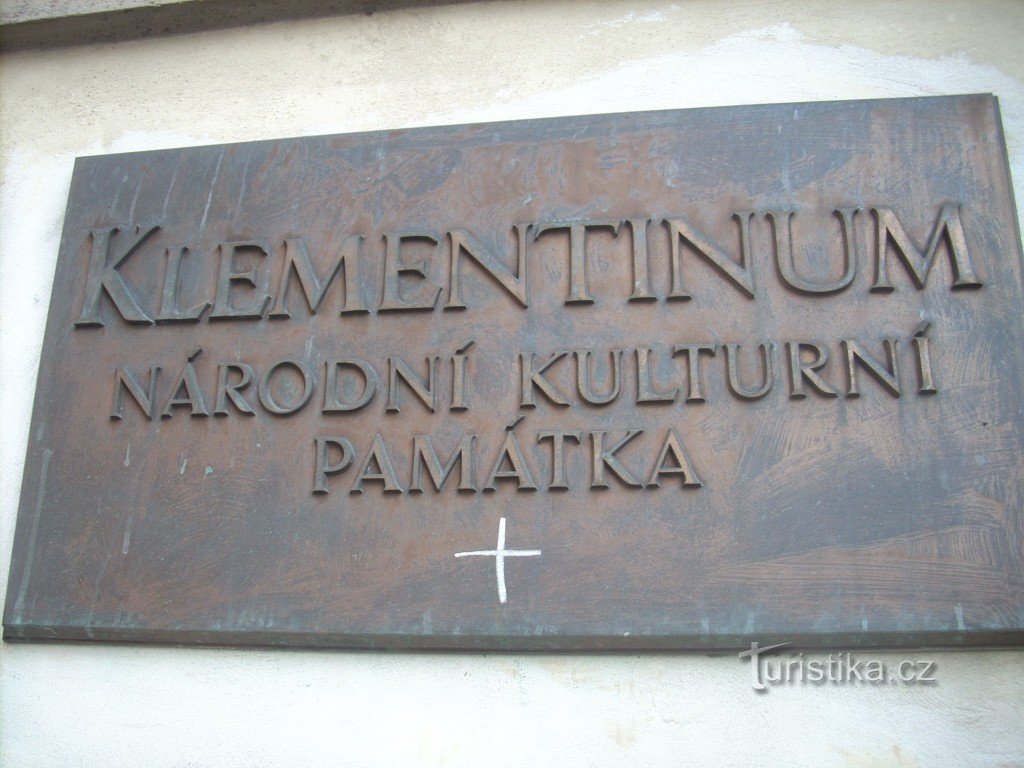 KLEMENTINUM
NÁRODNÍ KULTURNÍ
PAMÁTKA
Turistika.cz